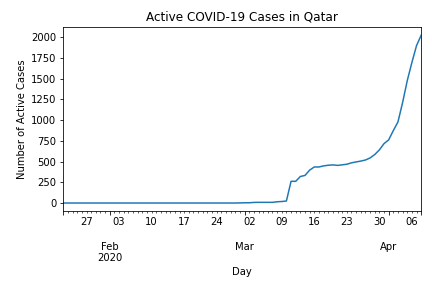 Active COVID-19 Cases in Qatar
Number of Active Cases
2000
1750
1500
1250
1000
750
500
250
0
27 03 10 17 24 02 09 16 23 30 06
Feb Mar Apr
2020
Day